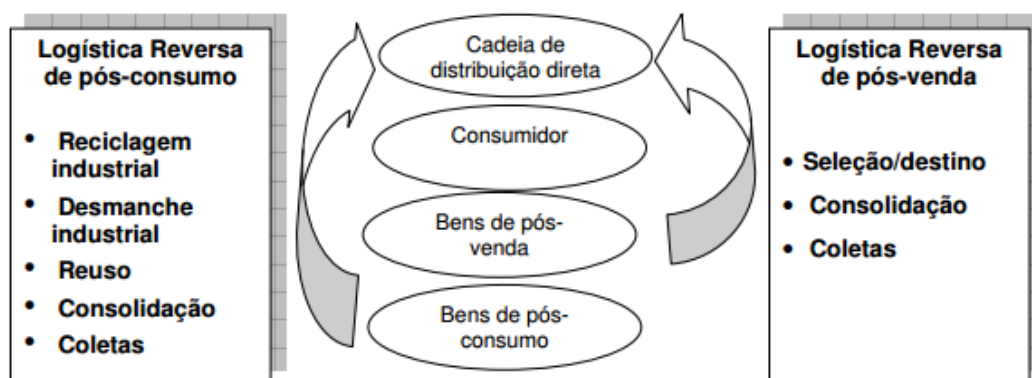 Logística Reversa
de pós-consumo
• Reciclagem
industrial
• Desmanche
industrial
• Reuso
• Consolidação
• Coletas
Cadeia de
distribuição direta
Consumidor
Bens de pós-
venda
Bens de pós-
consumo
Logística Reversa
de pós-venda
• Seleção/destino
• Consolidação
• Coletas